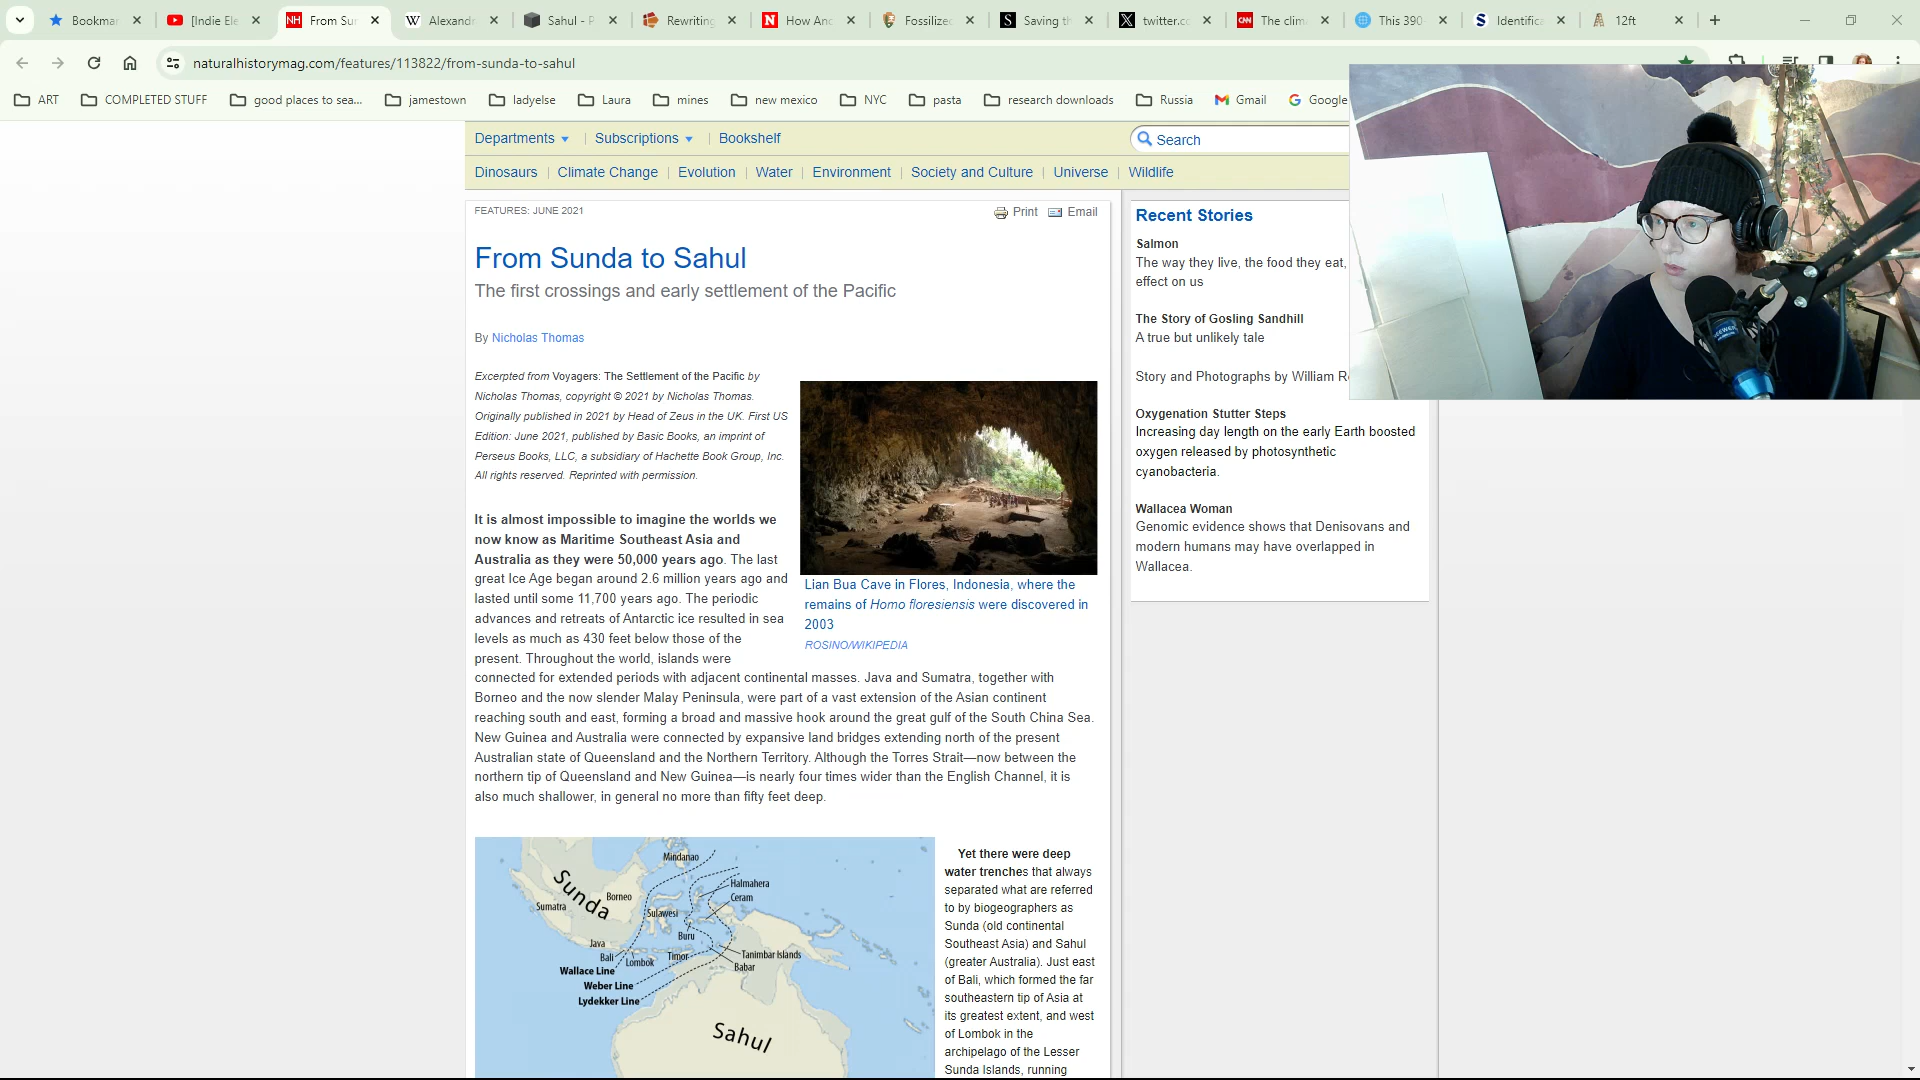 Bookmar
[Indie Ele
From Sun
Alexand
Sahul - P
Rewriting
How Anc
Fossilized
Saving th
twitter.co
The clim
This 390-
Identifica
12ft
naturalhistorymag.com/features/113822/from-sunda-to-sahul
ART
COMPLETED STUFF
good places to sea...
jamestown
ladyelse
Laura
mines
new mexico
NYC
pasta
research downloads
Russia
Gmail
Google
Departments
Subscriptions
Bookshelf
Search
Dinosaurs
Climate Change
Evolution
Water
Environment
Society and Culture
Universe
Wildlife
FEATURES: JUNE 2021
Print
Email
From Sunda to Sahul
The first crossings and early settlement of the Pacific
By Nicholas Thomas
Excerpted from Voyagers: The Settlement of the Pacific by
Nicholas Thomas, copyright © 2021 by Nicholas Thomas.
Originally published in 2021 by Head of Zeus in the UK. First US
Edition: June 2021, published by Basic Books, an imprint of
Perseus Books, LLC, a subsidiary of Hachette Book Group, Inc.
All rights reserved. Reprinted with permission.
It is almost impossible to imagine the worlds we
now know as Maritime Southeast Asia and
Australia as they were 50,000 years ago. The last
great Ice Age began around 2.6 million years ago and
lasted until some 11,700 years ago. The periodic
advances and retreats of Antarctic ice resulted in sea
levels as much as 430 feet below those of the
present. Throughout the world, islands were
connected for extended periods with adjacent continental masses. Java and Sumatra, together with
Borneo and the now slender Malay Peninsula, were part of a vast extension of the Asian continent
reaching south and east, forming a broad and massive hook around the great gulf of the South China Sea.
New Guinea and Australia were connected by expansive land bridges extending north of the present
Australian state of Queensland and the Northern Territory. Although the Torres Strait—now between the
northern tip of Queensland and New Guinea—is nearly four times wider than the English Channel, it is
also much shallower, in general no more than fifty feet deep.
Lian Bua Cave in Flores, Indonesia, where the
remains of Homo floresiensis were discovered in
2003
ROSINO/WIKIPEDIA
Mindanao
Halmahera
Ceram
Sunda
Borneo
Sumatra
Sulawesi
Buru
Java
Bali
Lombok
Timor
Tanimbar Islands
Babar
Wallace Line
Weber Line
Lydekker Line
Sahul
Yet there were deep
water trenches that always
separated what are referred
to by biogeographers as
Sunda (old continental
Southeast Asia) and Sahul
(greater Australia). Just east
of Bali, which formed the far
southeastern tip of Asia at
its greatest extent, and west
of Lombok in the
archipelago of the Lesser
Sunda Islands, running
Recent Stories
Salmon
The way they live, the food they eat,
effect on us
The Story of Gosling Sandhill
A true but unlikely tale
Story and Photographs by William R
Oxygenation Stutter Steps
Increasing day length on the early Earth boosted
oxygen released by photosynthetic
cyanobacteria.
Wallacea Woman
Genomic evidence shows that Denisovans and
modern humans may have overlapped in
Wallacea.
NEEWER